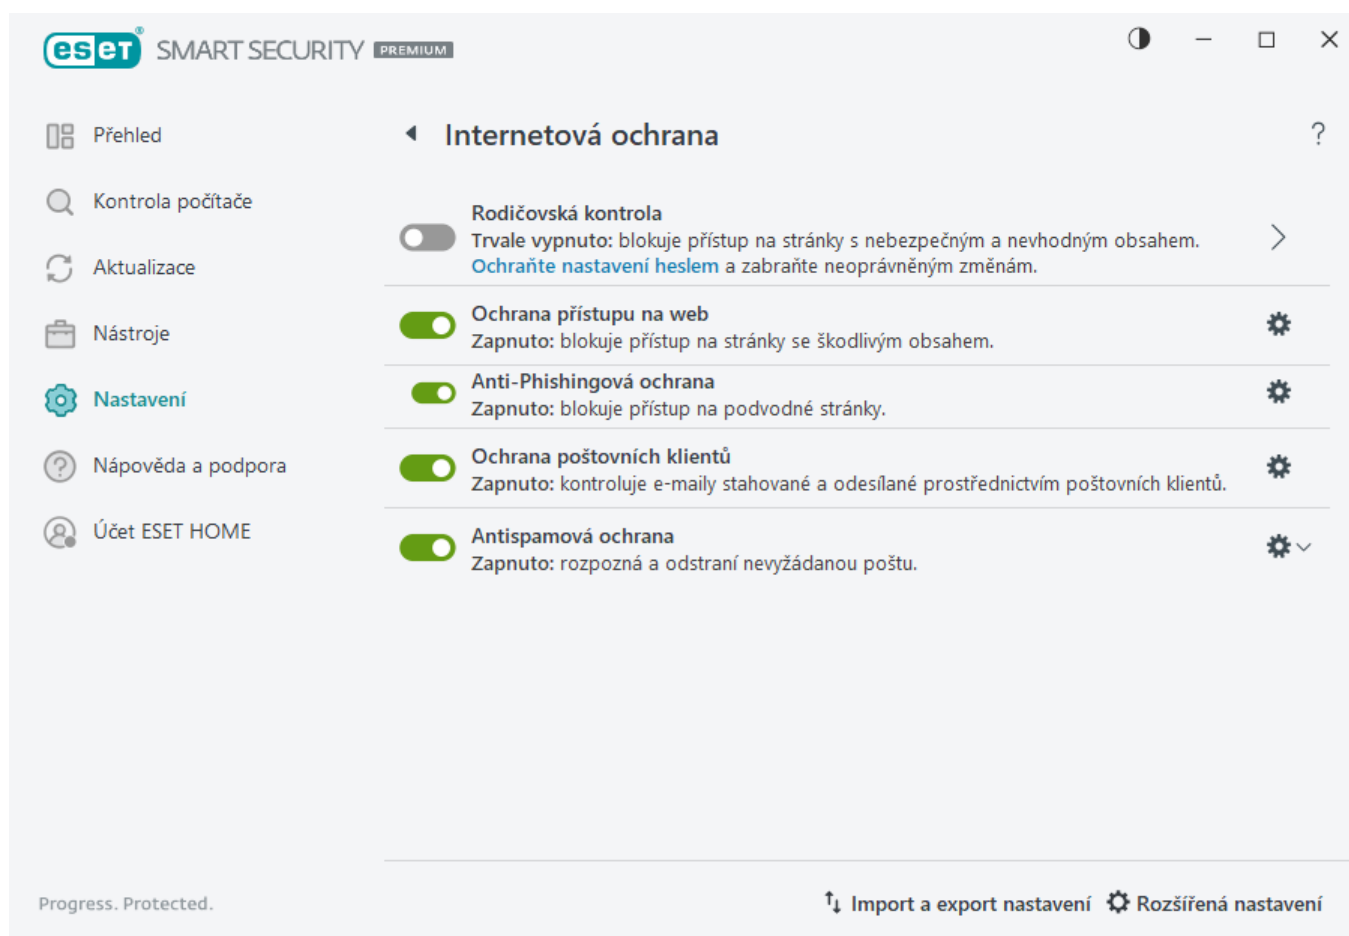 eset® SMART SECURITY PREMIUM
Přehled
Kontrola počítače
Aktualizace
Nástroje
Nastavení
Nápověda a podpora
Účet ESET HOME
Internetová ochrana
?
Rodičovská kontrola
Trvale vypnuto: blokuje přístup na stránky s nebezpečným a nevhodným obsahem.
Ochraňte nastavení heslem a zabraňte neoprávněným změnám.
Ochrana přístupu na web
Zapnuto: blokuje přístup na stránky se škodlivým obsahem.
Anti-Phishingová ochrana
Zapnuto: blokuje přístup na podvodné stránky.
Ochrana poštovních klientů
Zapnuto: kontroluje e-maily stahované a odesílané prostřednictvím poštovních klientů.
Antispamová ochrana
Zapnuto: rozpozná a odstraní nevyžádanou poštu.
Progress. Protected.
Import a export nastavení
Rozšířená nastavení